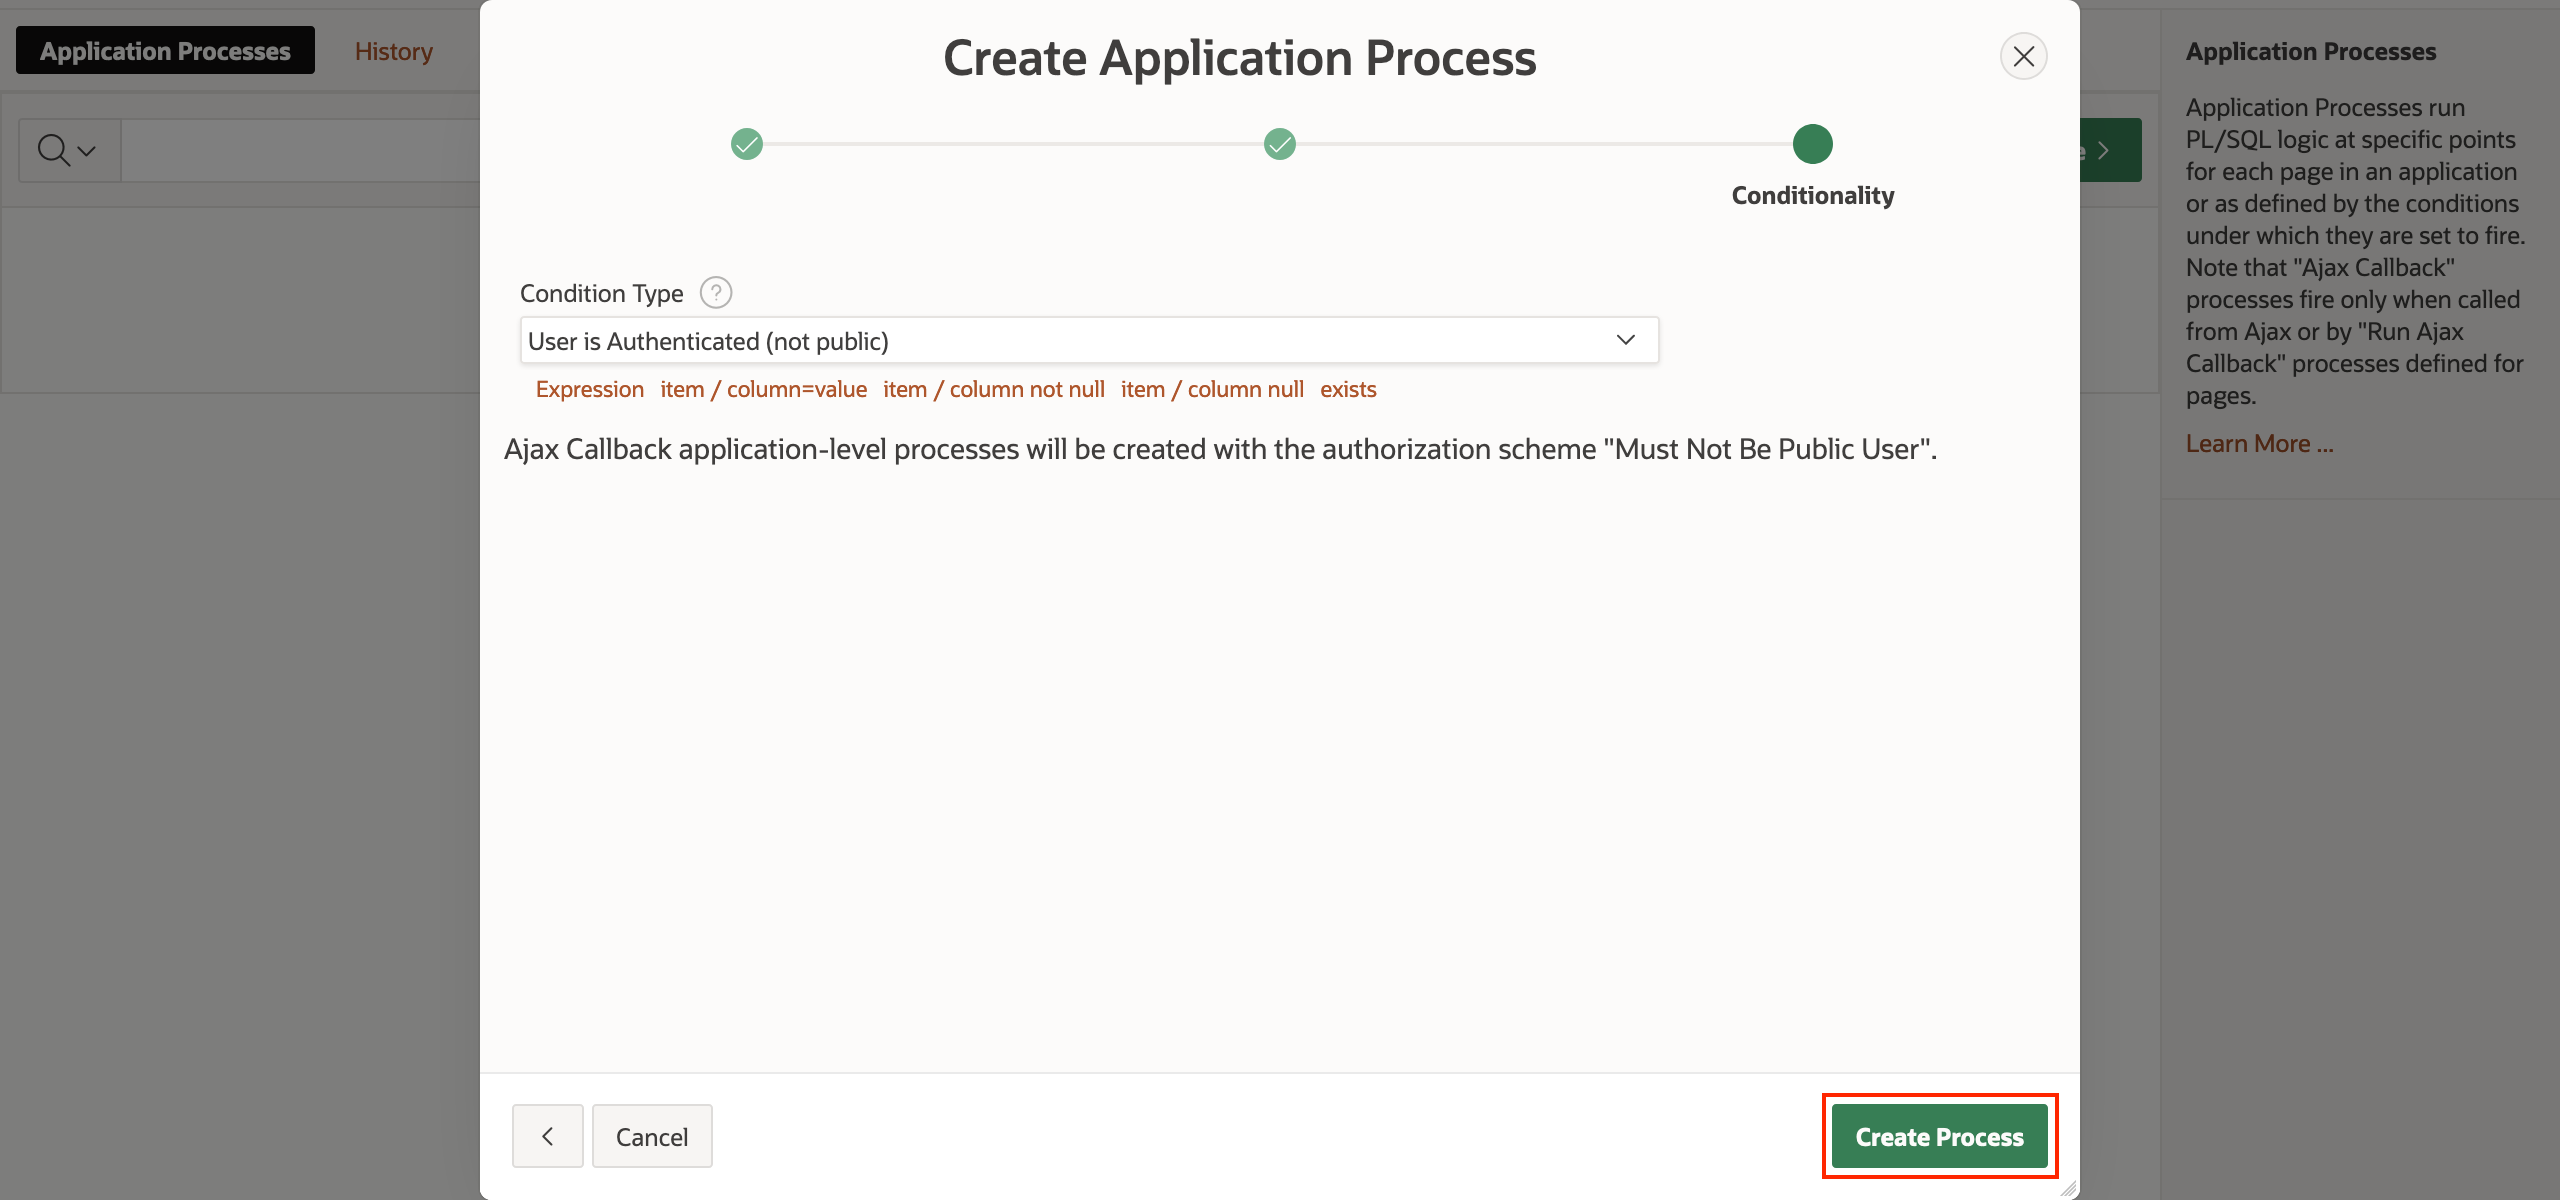 Application Processes
History
Create Application Process
Conditionality
Condition Type
User is Authenticated (not public)
Expression item / column=value item / column not null item / column null exists
Ajax Callback application-level processes will be created with the authorization scheme "Must Not Be Public User".
Cancel
Create Process
Application Processes
Application Processes run
PL/SQL logic at specific points
for each page in an application
or as defined by the conditions
under which they are set to fire.
Note that "Ajax Callback"
processes fire only when called
from Ajax or by "Run Ajax
Callback" processes defined for
pages.
Learn More ...